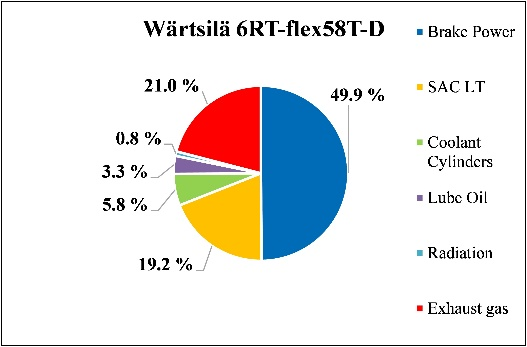 Wärtsilä 6RT-flex58T-D
Brake Power
SAC LT
Coolant
Cylinders
Lube Oil
Radiation
Exhaust gas
21.0 %
49.9 %
0.8 %
3.3 %
5.8 %
19.2 %